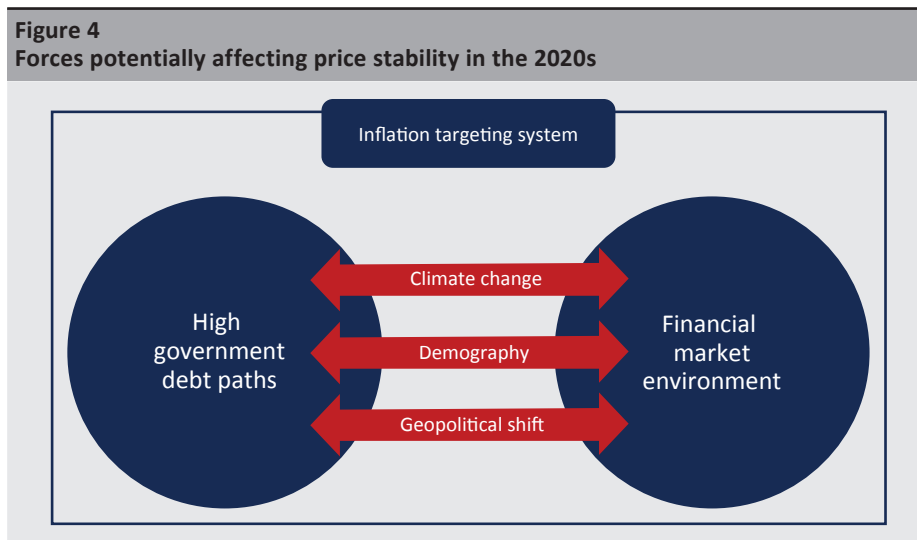 Figure 4
Forces potentially affecting price stability in the 2020s
Inflation targeting system
High
government
debt paths
Climate change
Demography
Geopolitical shift
Financial
market
environment